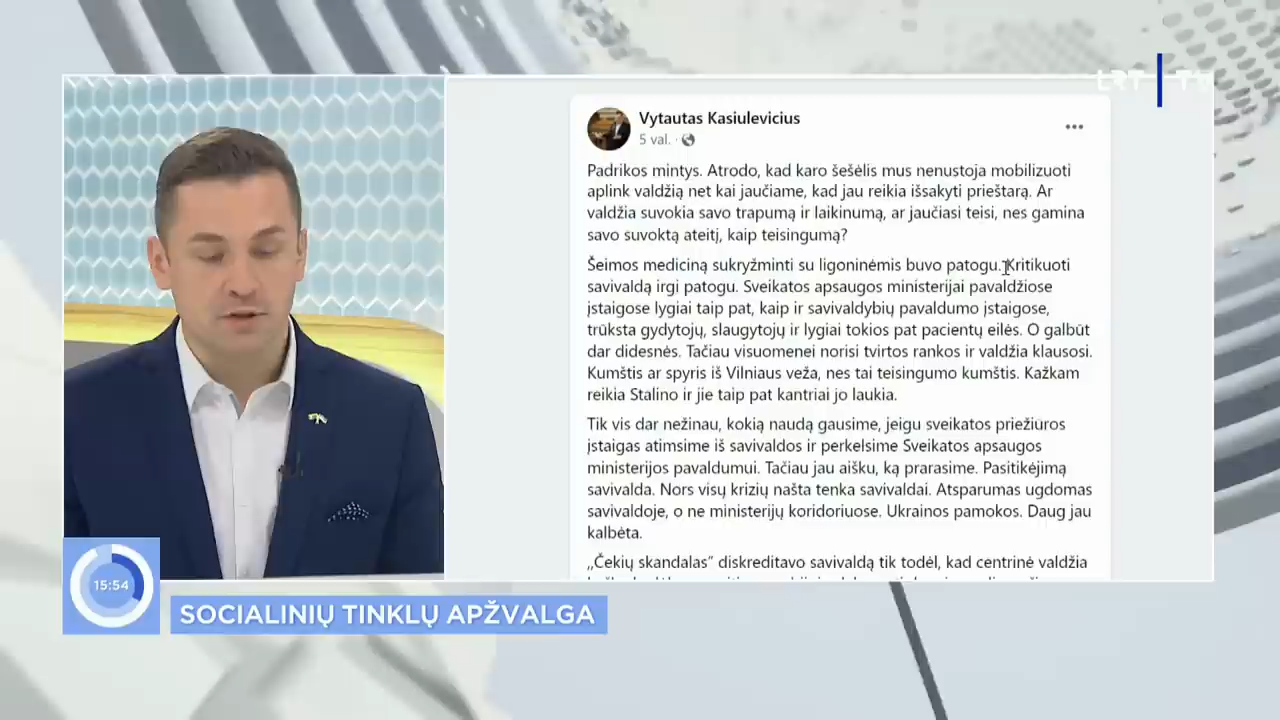 LRT TV
Vytautas Kasiulevicius
5 val.
Padrikos mintys. Atrodo, kad karo šešėlis mus nenustoja mobilizuoti
aplink valdžią net kai jaučiame, kad jau reikia išsakyti prieštarą. Ar
valdžia suvokia savo trapumą ir laikinumą, ar jaučiasi teisi, nes gamina
savo suvoktą ateitį, kaip teisingumą?
Šeimos mediciną sukryžminti su ligoninėmis buvo patogu. Kritikuoti
savivaldą irgi patogu. Sveikatos apsaugos ministerijai pavaldžiose
įstaigose lygiai taip pat, kaip ir savivaldybių pavaldumo įstaigose,
trūksta gydytojų, slaugytojų ir lygiai tokios pat pacientų eilės. O galbūt
dar didesnės. Tačiau visuomenei norisi tvirtos rankos ir valdžia klausosi.
Kumštis ar spyris iš Vilniaus veža, nes tai teisingumo kumštis. Kažkam
reikia Stalino ir jie taip pat kantriai jo laukia.
Tik vis dar nežinau, kokią naudą gausime, jeigu sveikatos priežiūros
įstaigas atimsime iš savivaldos ir perkelsime Sveikatos apsaugos
ministerijos pavaldumui. Tačiau jau aišku, ką prarasime. Pasitikėjimą
savivalda. Nors visų krizių našta tenka savivaldai. Atsparumas ugdomas
savivaldoje, o ne ministerijų koridoriuose. Ukrainos pamokos. Daug jau
kalbėta.
„Čekių skandalas” diskreditavo savivaldą tik todėl, kad centrinė valdžia
15:54
SOCIALINIŲ TINKLŲ APŽVALGA